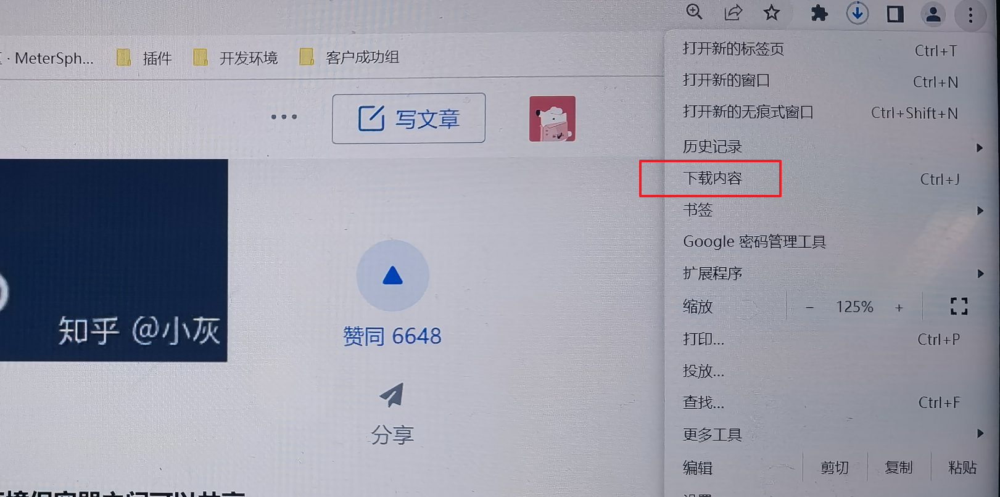 · MeterSph...
插件
开发环境
客户成功组
写文章
知乎 @小灰
赞同 6648
分享
打开新的标签页 Ctrl+T
打开新的窗口 Ctrl+N
打开新的无痕式窗口 Ctrl+Shift+N
历史记录
下载内容 Ctrl+J
书签
Google 密码管理工具
扩展程序
缩放 − 125% +
打印... Ctrl+P
投放...
查找... Ctrl+F
更多工具
编辑 剪切 复制 粘贴